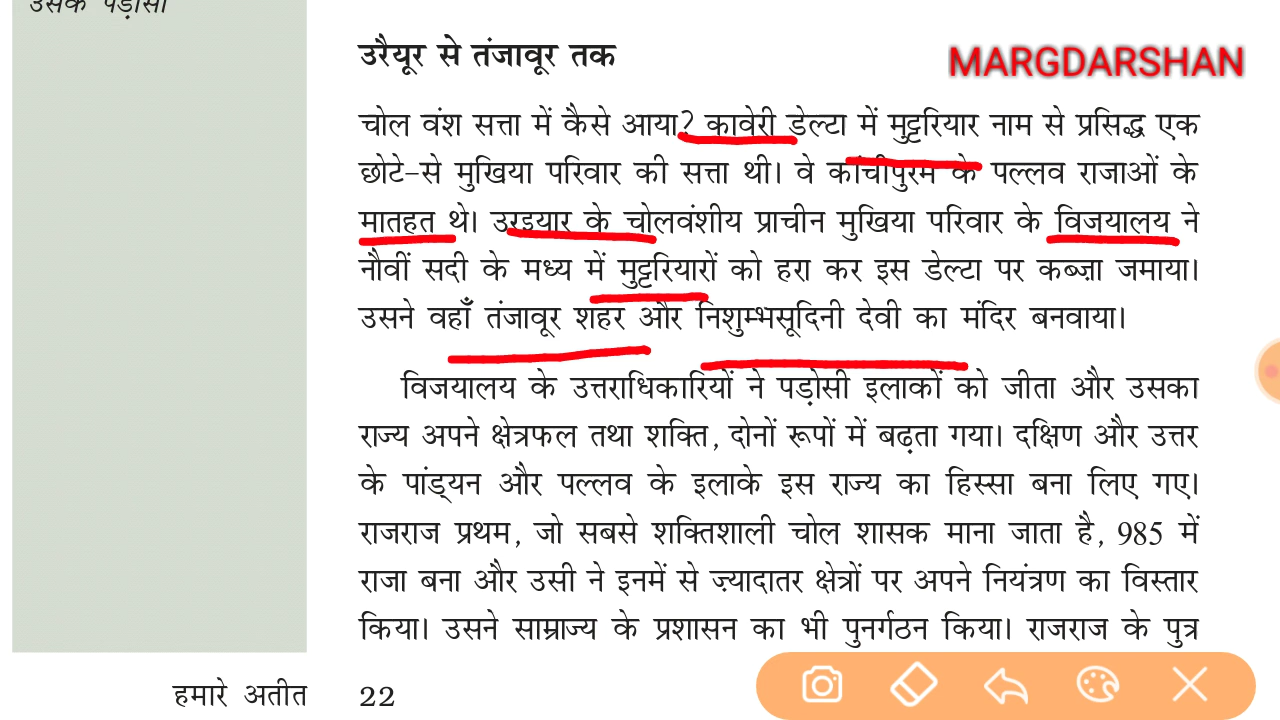 उसके पड़ोसी
उरैयूर से तंजावूर तक
MARGDARSHAN
चोल वंश सत्ता में कैसे आया? कावेरी डेल्टा में मुट्टरियार नाम से प्रसिद्ध एक
छोटे-से मुखिया परिवार की सत्ता थी। वे कांचीपुरम के पल्लव राजाओं के
मातहत थे। उरइयार के चोलवंशीय प्राचीन मुखिया परिवार के विजयालय ने
नौवीं सदी के मध्य में मुट्टरियारों को हरा कर इस डेल्टा पर कब्ज़ा जमाया।
उसने वहाँ तंजावूर शहर और निशुम्भसूदिनी देवी का मंदिर बनवाया।
विजयालय के उत्तराधिकारियों ने पड़ोसी इलाकों को जीता और उसका
राज्य अपने क्षेत्रफल तथा शक्ति, दोनों रूपों में बढ़ता गया। दक्षिण और उत्तर
के पांड्यन और पल्लव के इलाके इस राज्य का हिस्सा बना लिए गए।
राजराज प्रथम, जो सबसे शक्तिशाली चोल शासक माना जाता है, 985 में
राजा बना और उसी ने इनमें से ज़्यादातर क्षेत्रों पर अपने नियंत्रण का विस्तार
किया। उसने साम्राज्य के प्रशासन का भी पुनर्गठन किया। राजराज के पुत्र
हमारे अतीत 22